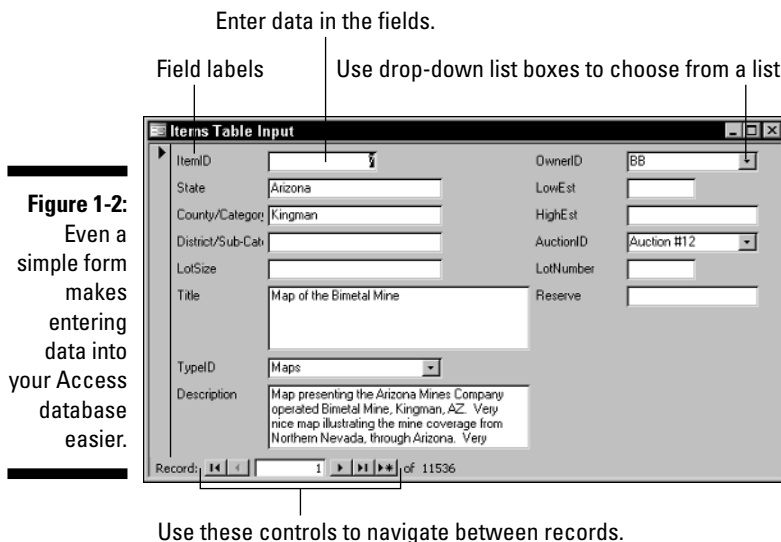 Enter data in the fields.
Field labels
Use drop-down list boxes to choose from a list
Items Table Input
ItemID
OwnerID BB
State Arizona
LowEst
County/Categor Kingman
HighEst
District/Sub-Cat
AuctionID Auction #12
LotSize
LotNumber
Title Map of the Bimetal Mine
Reserve
TypeID Maps
Description Map presenting the Arizona Mines Company
operated Bimetal Mine, Kingman, AZ. Very
nice map illustrating the mine coverage from
Northern Nevada, through Arizona. Very
Record: 1 of 11536
Use these controls to navigate between records.
Figure 1-2:
Even a
simple form
makes
entering
data into
your Access
database
easier.